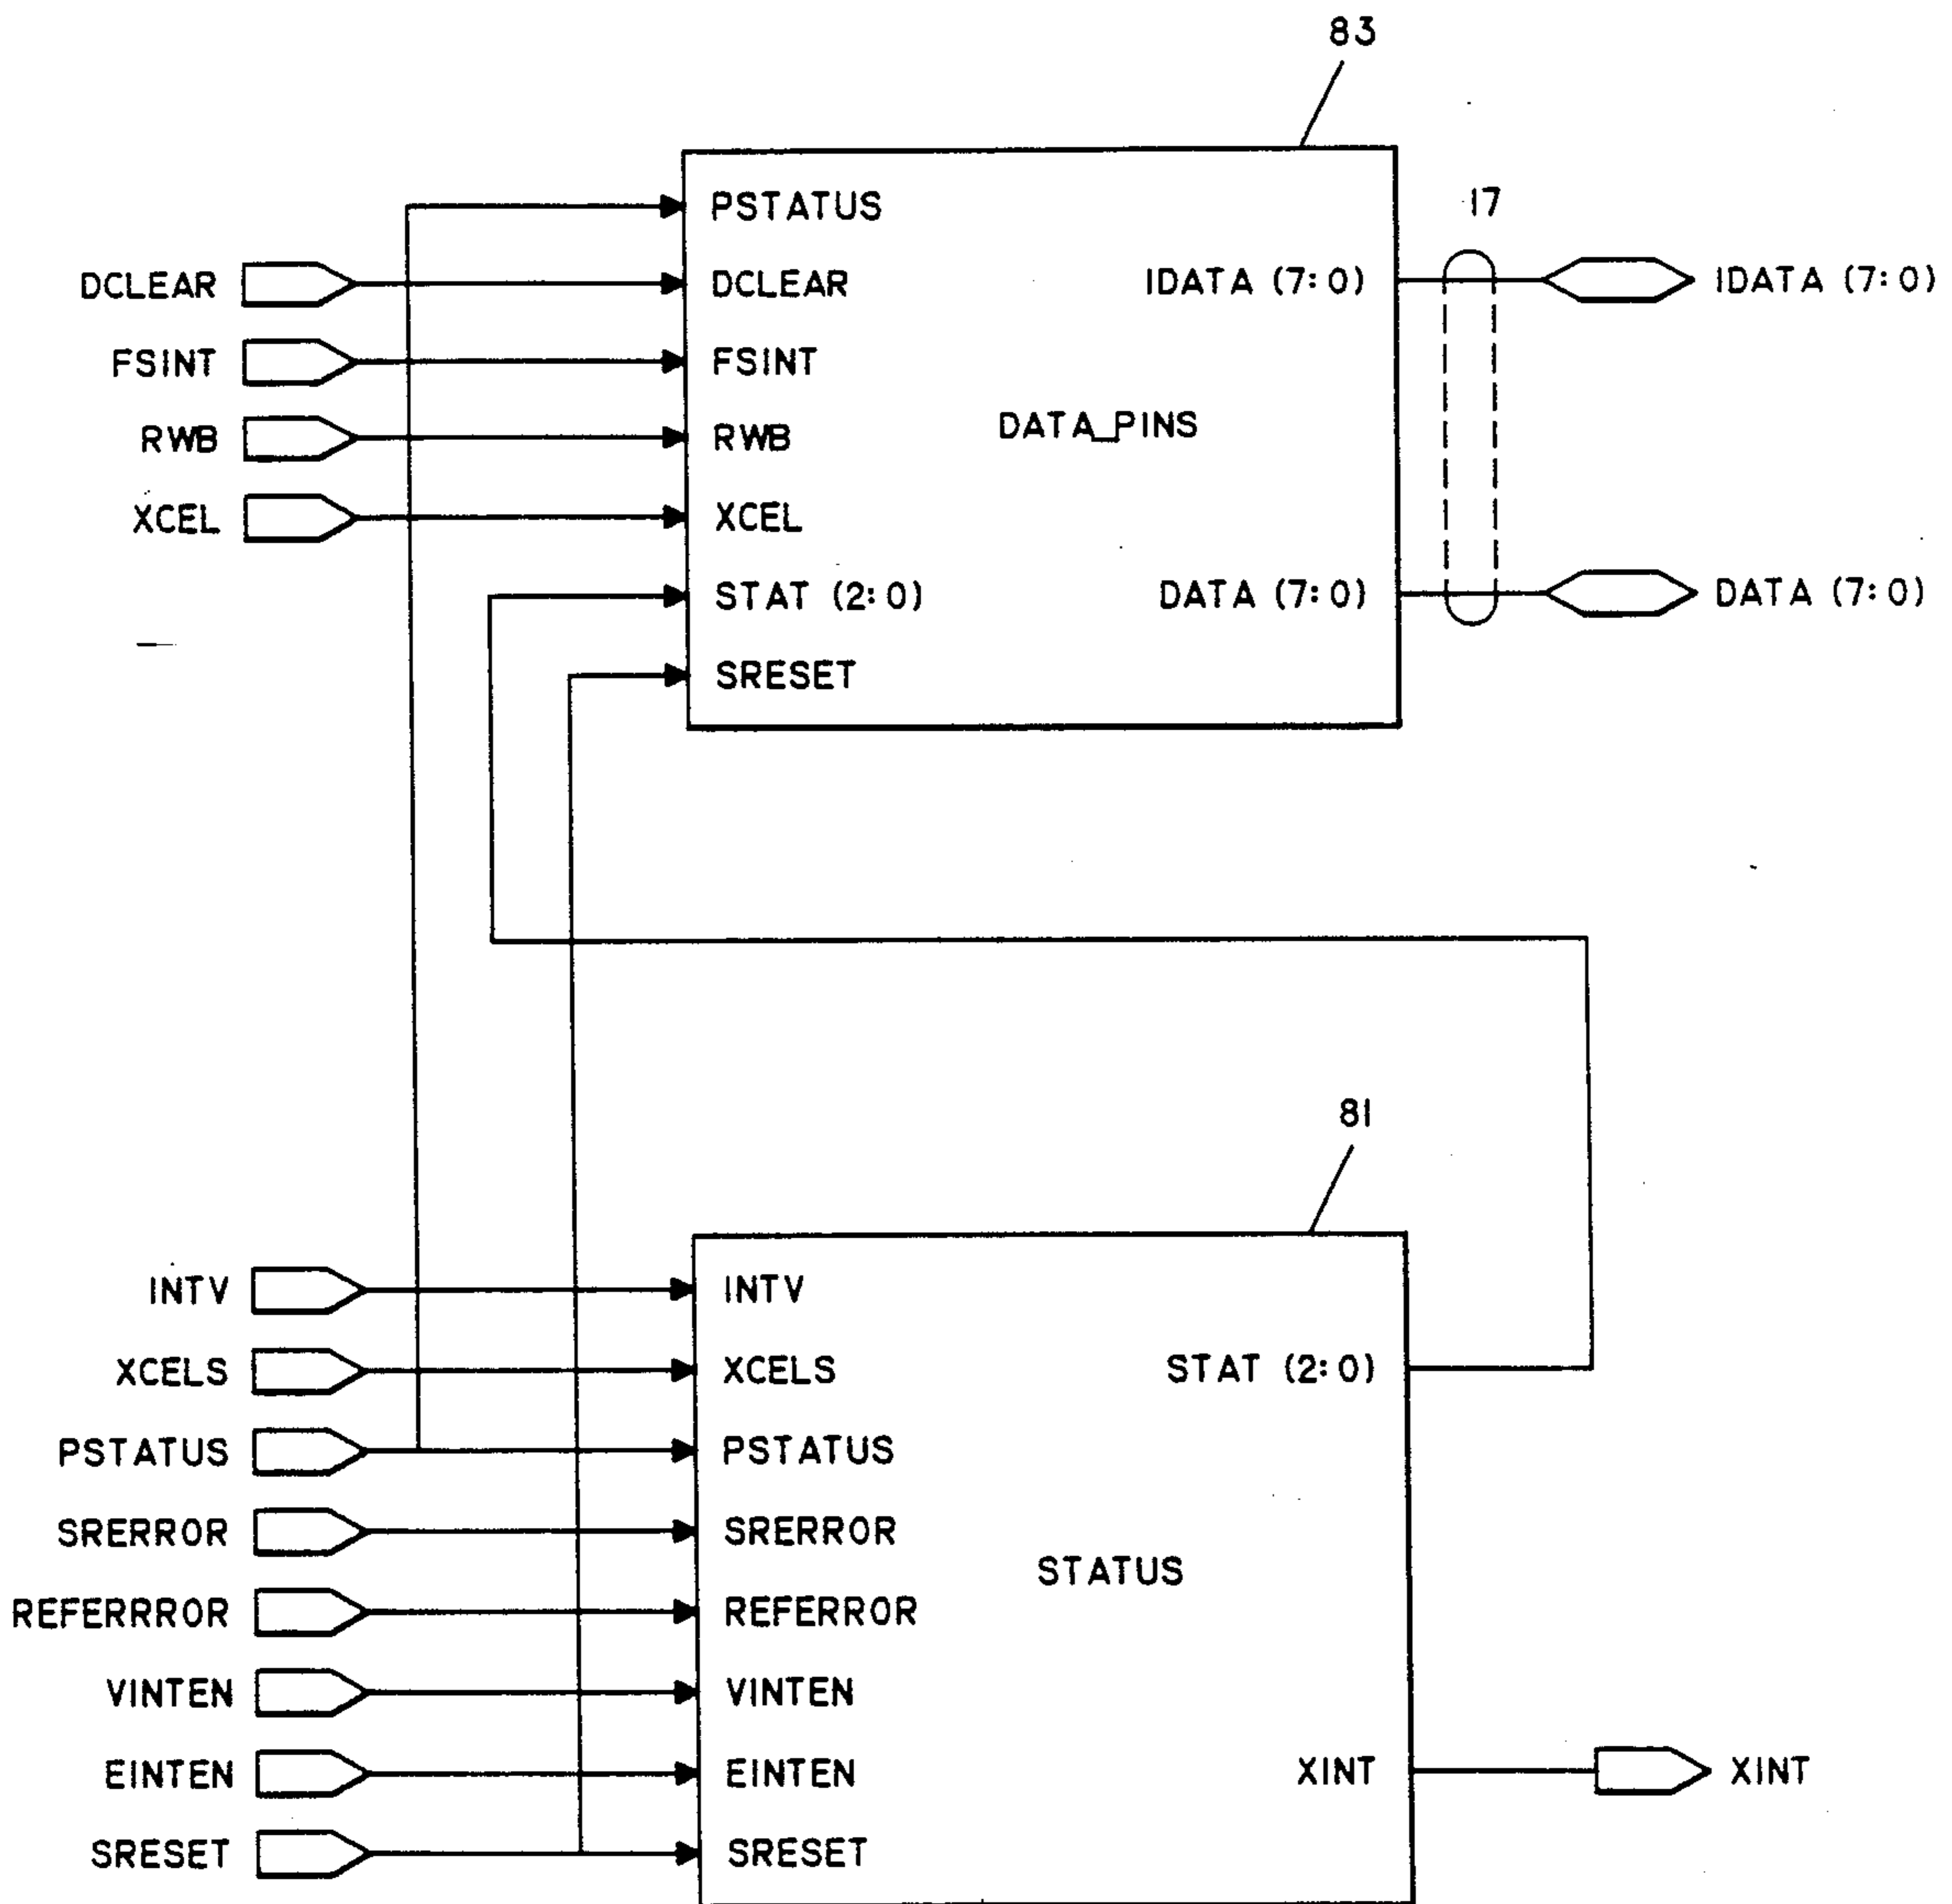 83
PSTATUS
17
DCLEAR DCLEAR IDATA (7:0) IDATA (7:0)
FSINT FSINT
RWB RWB DATA_PINS
XCEL XCEL
STAT (2:0) DATA (7:0) DATA (7:0)
SRESET
81
INTV INTV
XCELS XCELS STAT (2:0)
PSTATUS PSTATUS
SRERROR SRERROR
STATUS
REFERRROR REFERROR
VINTEN VINTEN
EINTEN EINTEN XINT XINT
SRESET SRESET